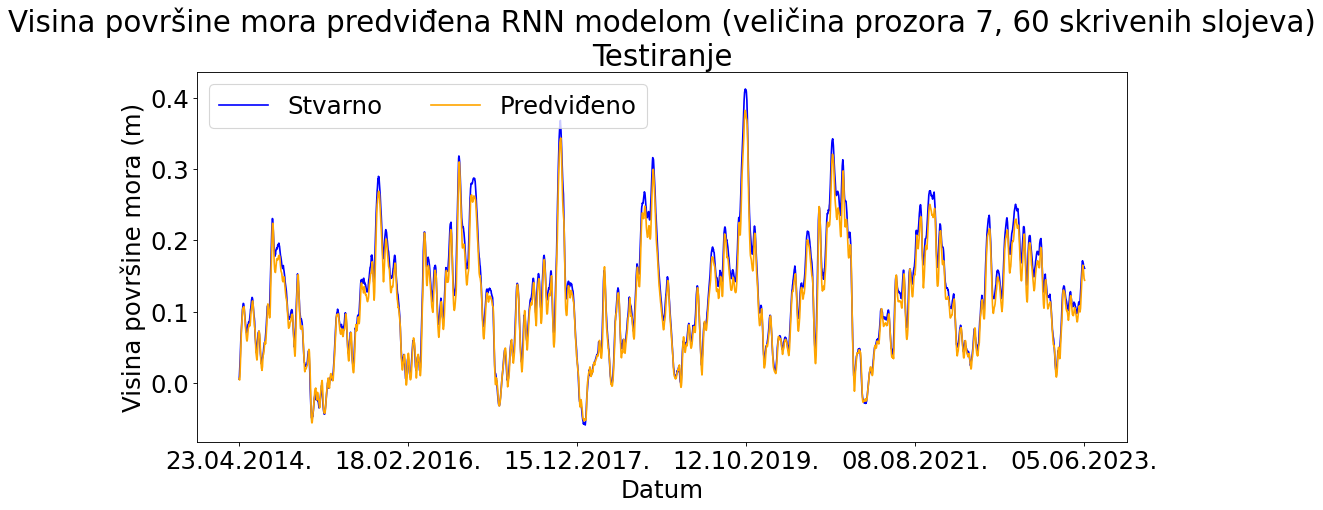 Visina površine mora predviđena RNN modelom (veličina prozora 7, 60 skrivenih slojeva)
Testiranje
Stvarno Predviđeno
Visina površine mora (m)
0.4
0.3
0.2
0.1
0.0
23.04.2014. 18.02.2016. 15.12.2017. 12.10.2019. 08.08.2021. 05.06.2023.
Datum